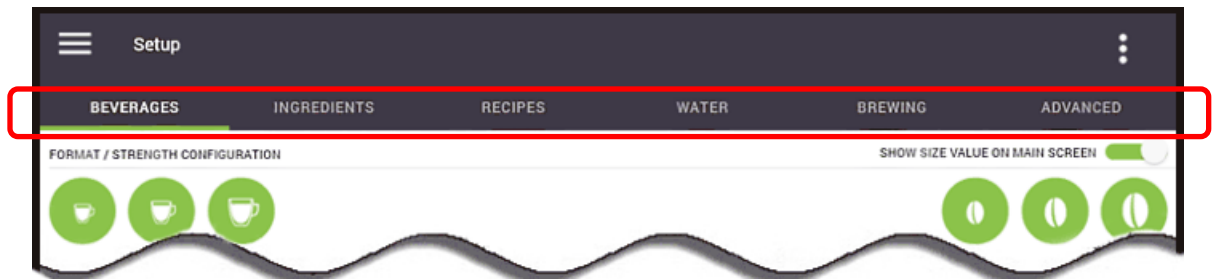 Setup
BEVERAGES INGREDIENTS RECIPES WATER BREWING ADVANCED
FORMAT / STRENGTH CONFIGURATION SHOW SIZE VALUE ON MAIN SCREEN